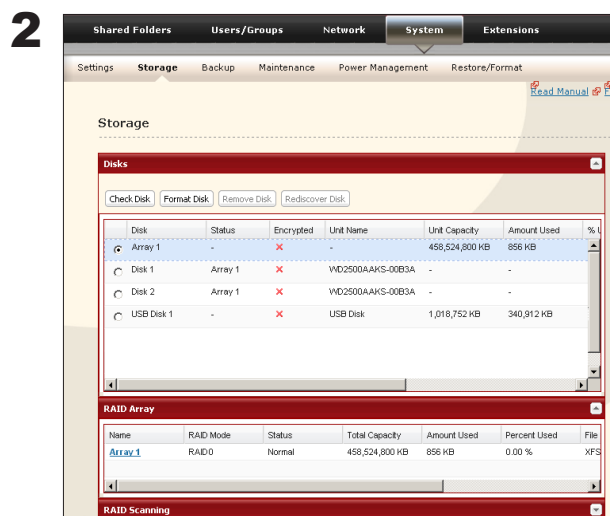 2
Shared Folders Users/Groups Network System Extensions
Settings Storage Backup Maintenance Power Management Restore/Format
Read Manual F
Storage
Disks
Check Disk Format Disk Remove Disk Rediscover Disk
Disk Status Encrypted Unit Name Unit Capacity Amount Used % U
Array 1 - - 458,524,800 KB 856 KB
Disk 1 Array 1 WD2500AAKS-00B3A - -
Disk 2 Array 1 WD2500AAKS-00B3A - -
USB Disk 1 - USB Disk 1,018,752 KB 340,912 KB
RAID Array
Name RAID Mode Status Total Capacity Amount Used Percent Used File
Array 1 RAID 0 Normal 458,524,800 KB 856 KB 0.00 % XFS
RAID Scanning